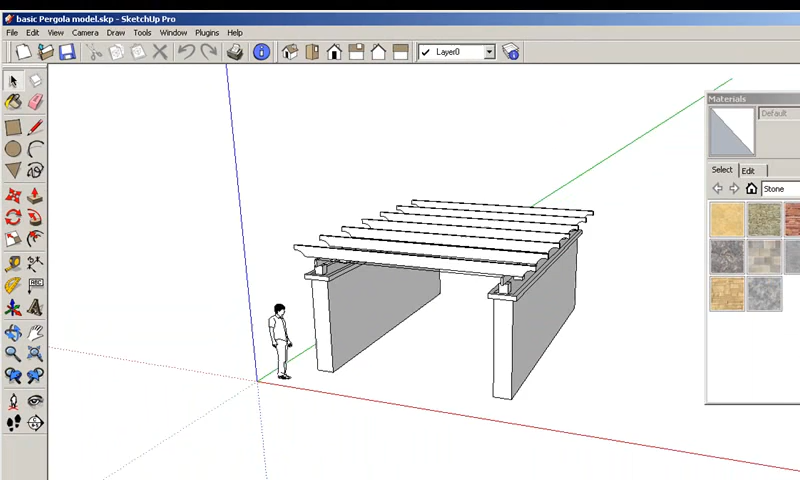 basic Pergola model.skp - SketchUp Pro
File Edit View Camera Draw Tools Window Plugins Help
Layer0
Materials
Default
Select Edit
Stone
ABC